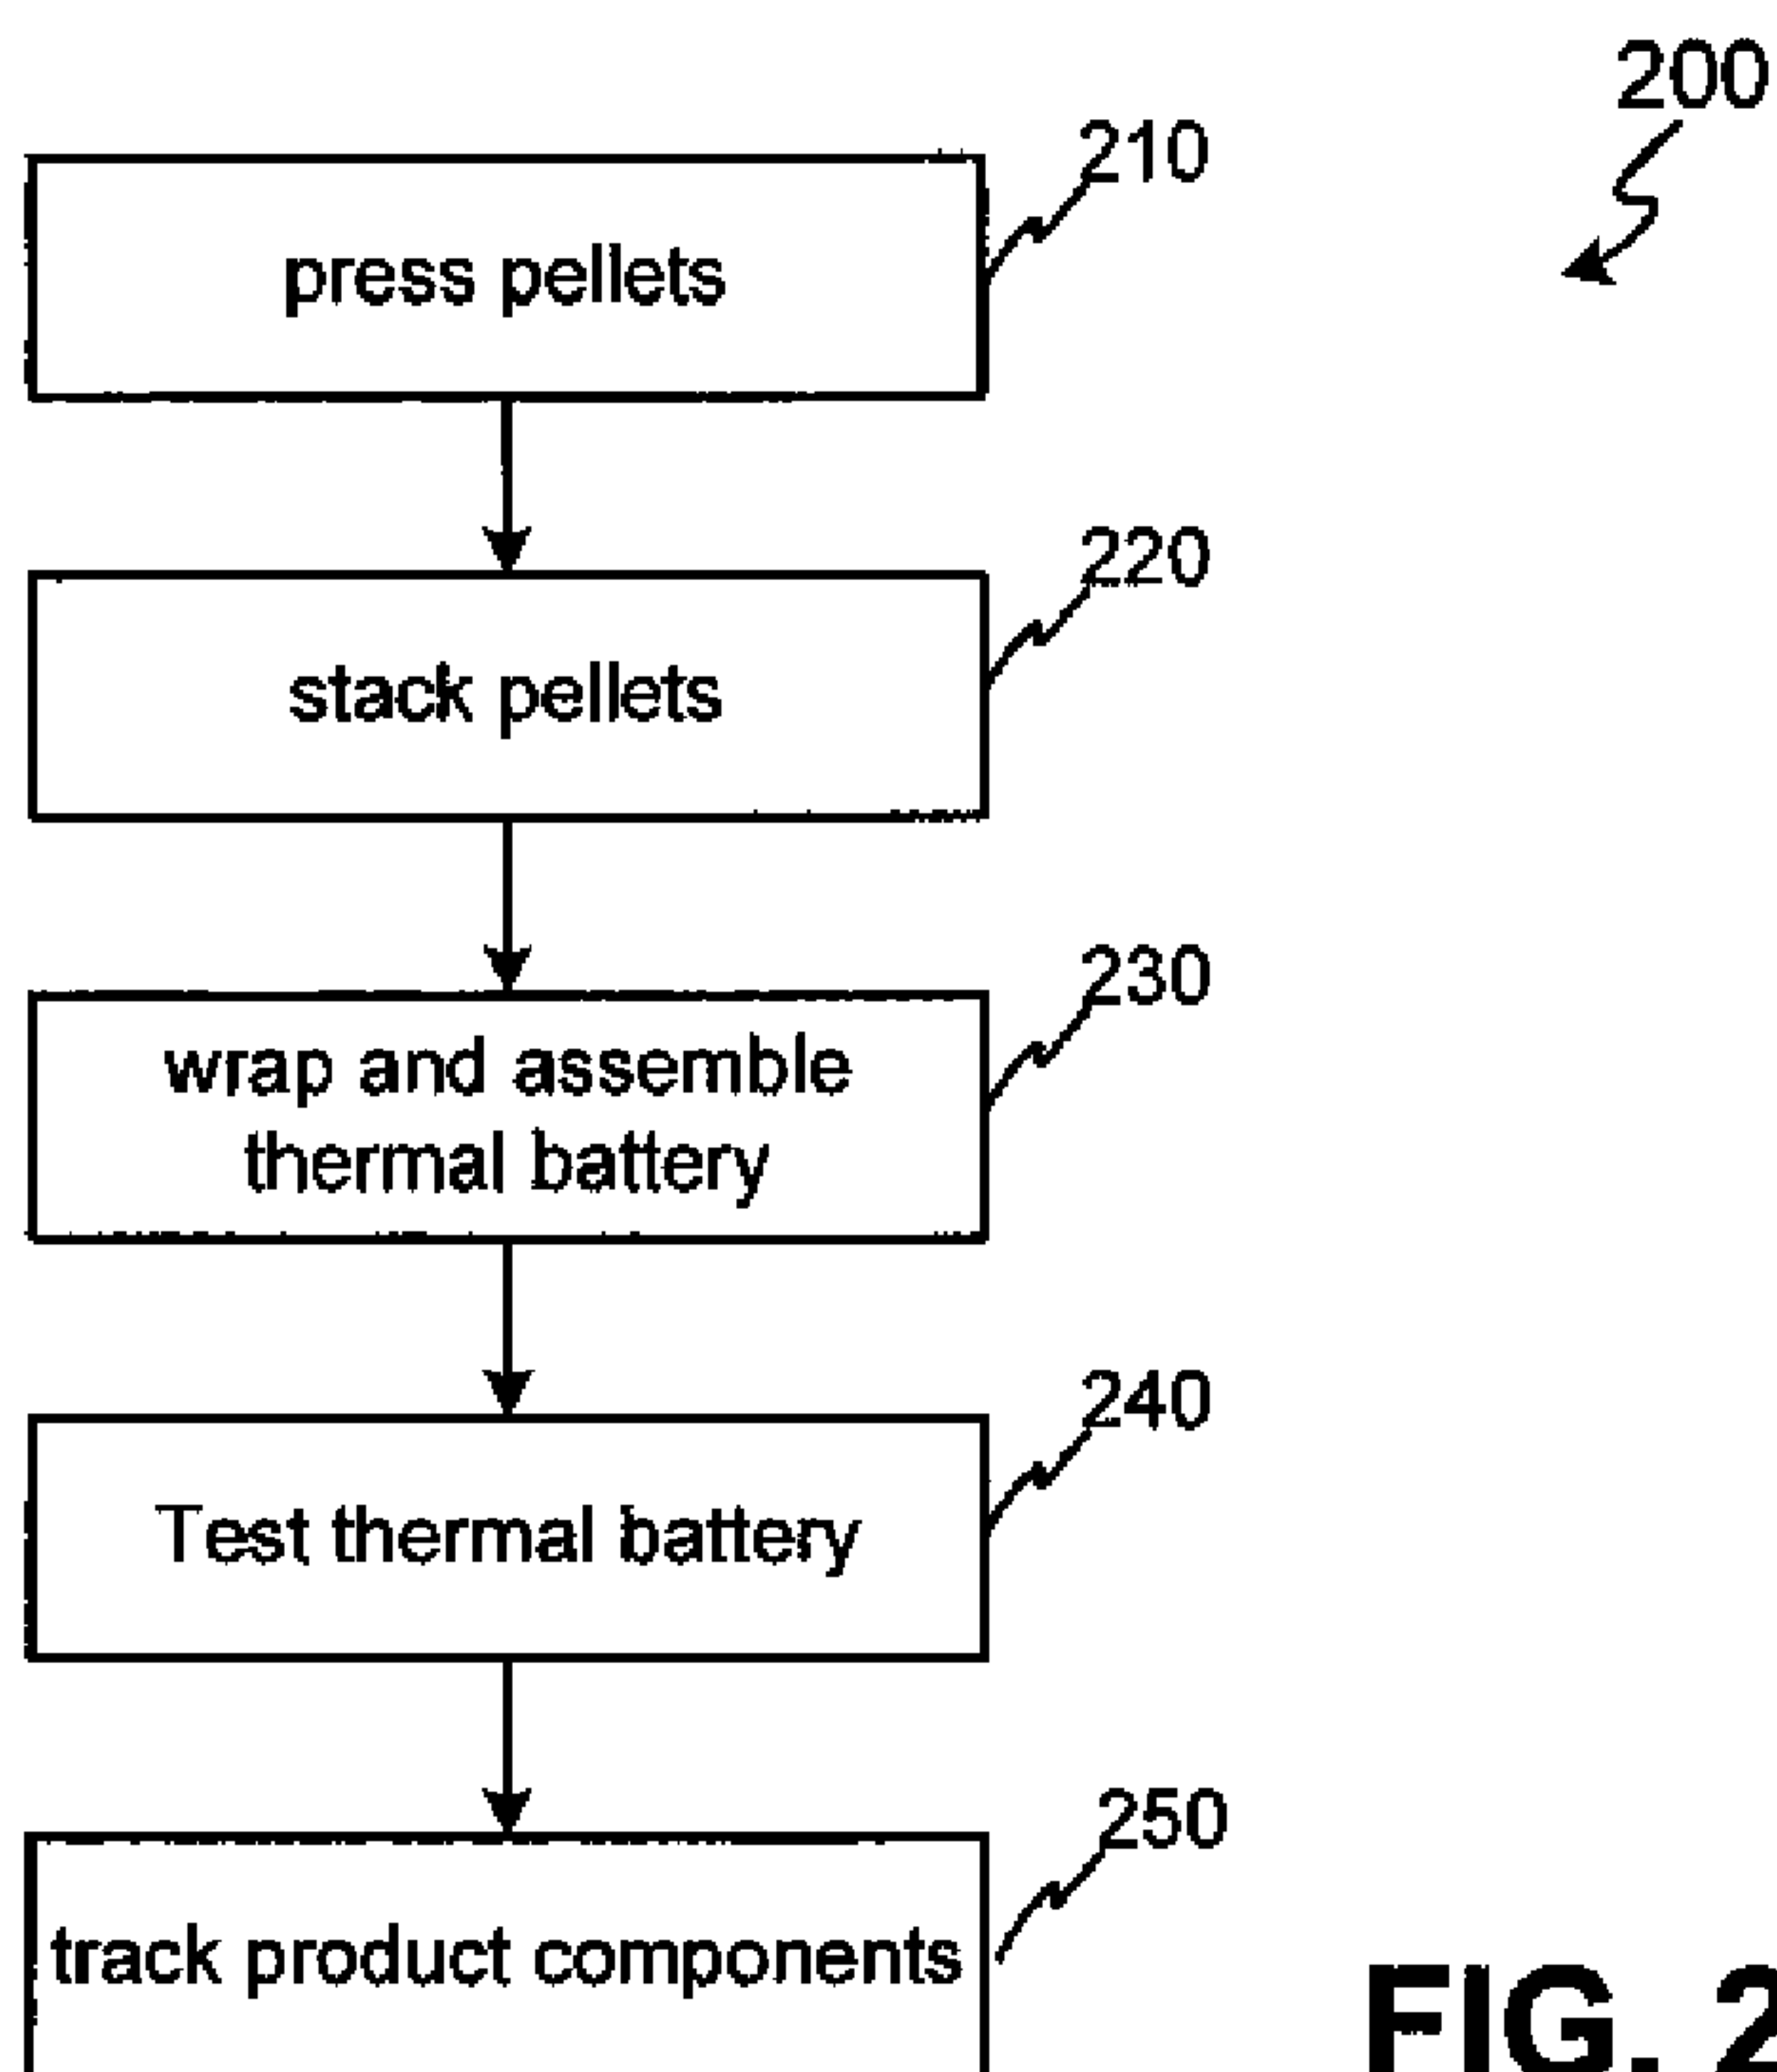 200
210
press pellets
220
stack pellets
230
wrap and assemble
thermal battery
240
Test thermal battery
250
track product components
FIG. 2